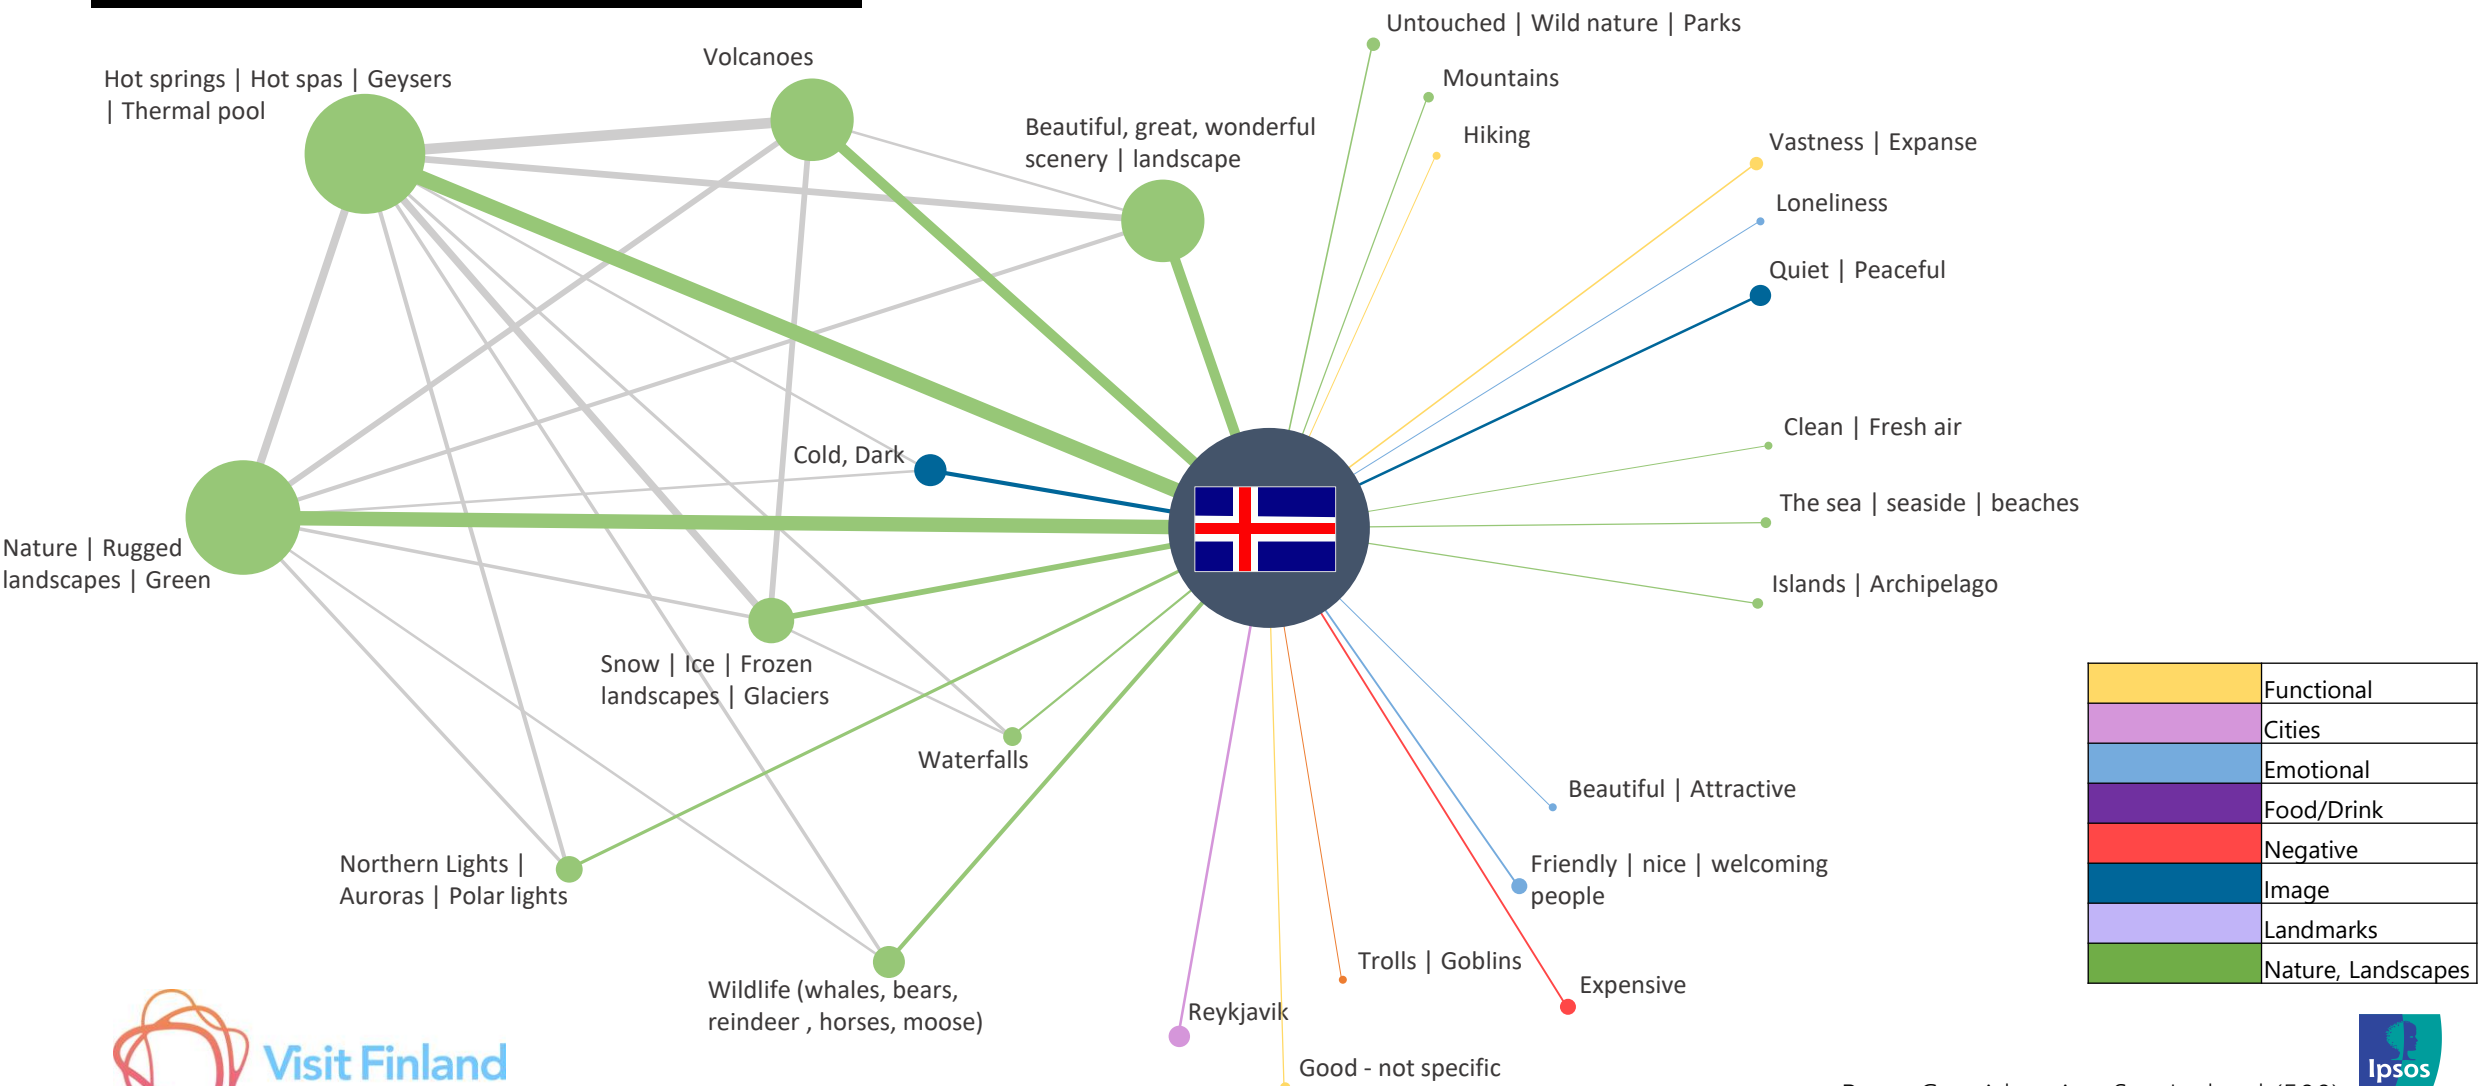 Untouched | Wild nature | Parks
Volcanoes
Hot springs | Hot spas | Geysers
| Thermal pool
Mountains
Beautiful, great, wonderful
scenery | landscape
Hiking
Vastness | Expanse
Loneliness
Quiet | Peaceful
Clean | Fresh air
Cold, Dark
The sea | seaside | beaches
Nature | Rugged
landscapes | Green
Islands | Archipelago
Snow | Ice | Frozen
landscapes | Glaciers
Waterfalls
Beautiful | Attractive
Northern Lights |
Auroras | Polar lights
Friendly | nice | welcoming
people
Trolls | Goblins
Expensive
Wildlife (whales, bears,
reindeer , horses, moose)
Reykjavik
Good - not specific
Functional
Cities
Emotional
Food/Drink
Negative
Image
Landmarks
Nature, Landscapes
Visit Finland
Ipsos